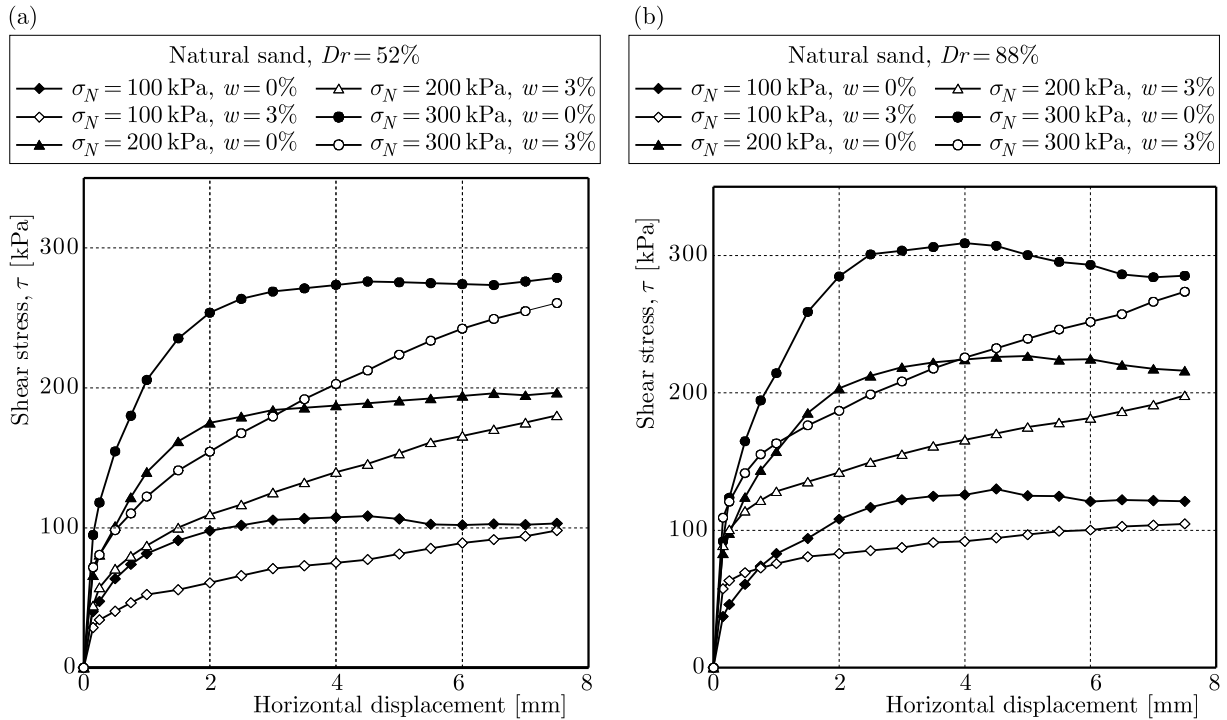 (a)
Natural sand, Dr = 52%
σN = 100 kPa, w = 0%
σN = 200 kPa, w = 3%
σN = 100 kPa, w = 3%
σN = 300 kPa, w = 0%
σN = 200 kPa, w = 0%
σN = 300 kPa, w = 3%
Shear stress, τ [kPa]
300
200
100
0
0 2 4 6 8
Horizontal displacement [mm]
(b)
Natural sand, Dr = 88%
σN = 100 kPa, w = 0%
σN = 200 kPa, w = 3%
σN = 100 kPa, w = 3%
σN = 300 kPa, w = 0%
σN = 200 kPa, w = 0%
σN = 300 kPa, w = 3%
Shear stress, τ [kPa]
300
200
100
0
0 2 4 6 8
Horizontal displacement [mm]